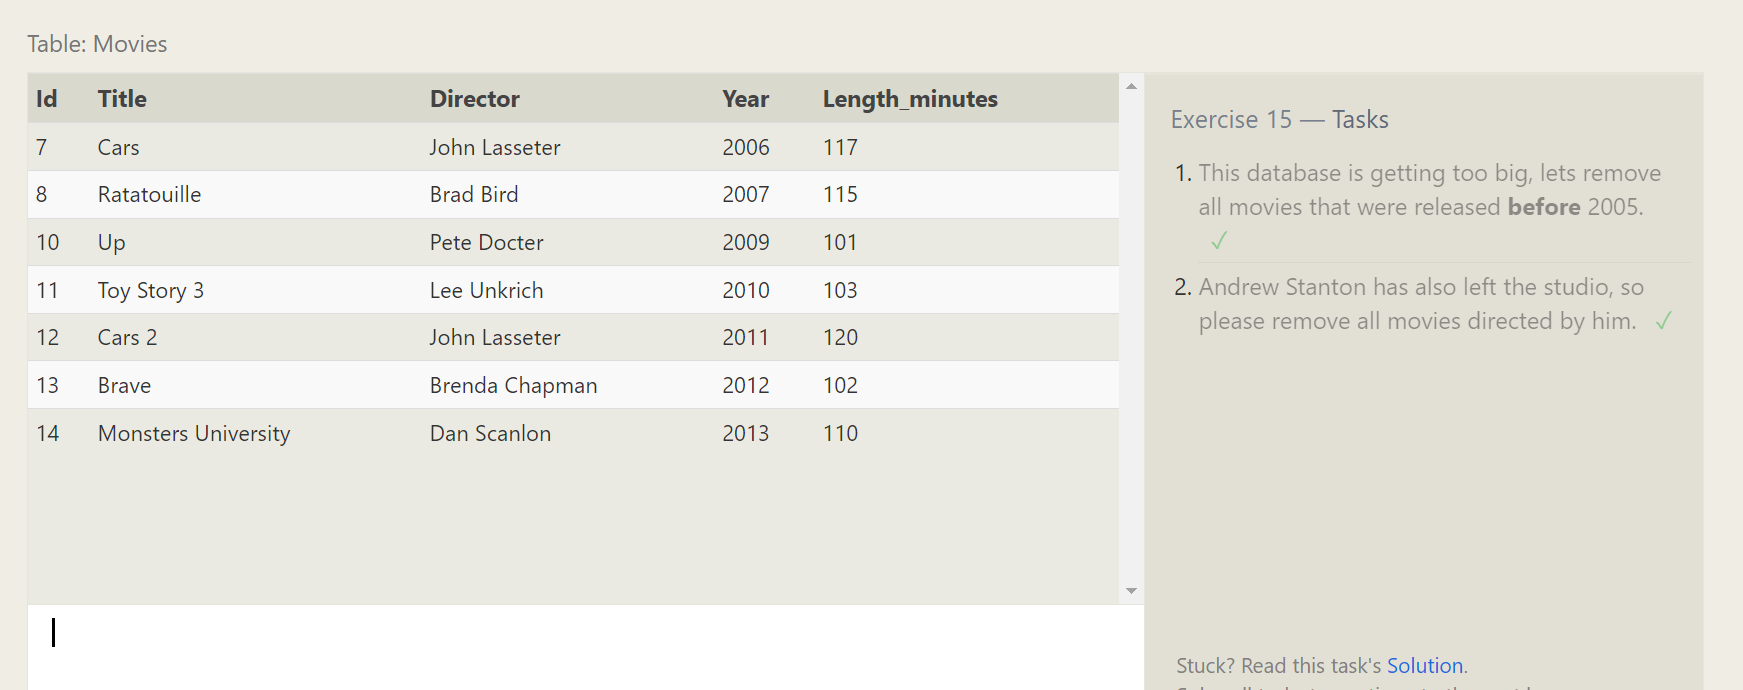 Table: Movies
Id Title Director Year Length_minutes
7 Cars John Lasseter 2006 117
8 Ratatouille Brad Bird 2007 115
10 Up Pete Docter 2009 101
11 Toy Story 3 Lee Unkrich 2010 103
12 Cars 2 John Lasseter 2011 120
13 Brave Brenda Chapman 2012 102
14 Monsters University Dan Scanlon 2013 110
Exercise 15 — Tasks
1. This database is getting too big, lets remove
all movies that were released before 2005.
✓
2. Andrew Stanton has also left the studio, so
please remove all movies directed by him. ✓
Stuck? Read this task's Solution.